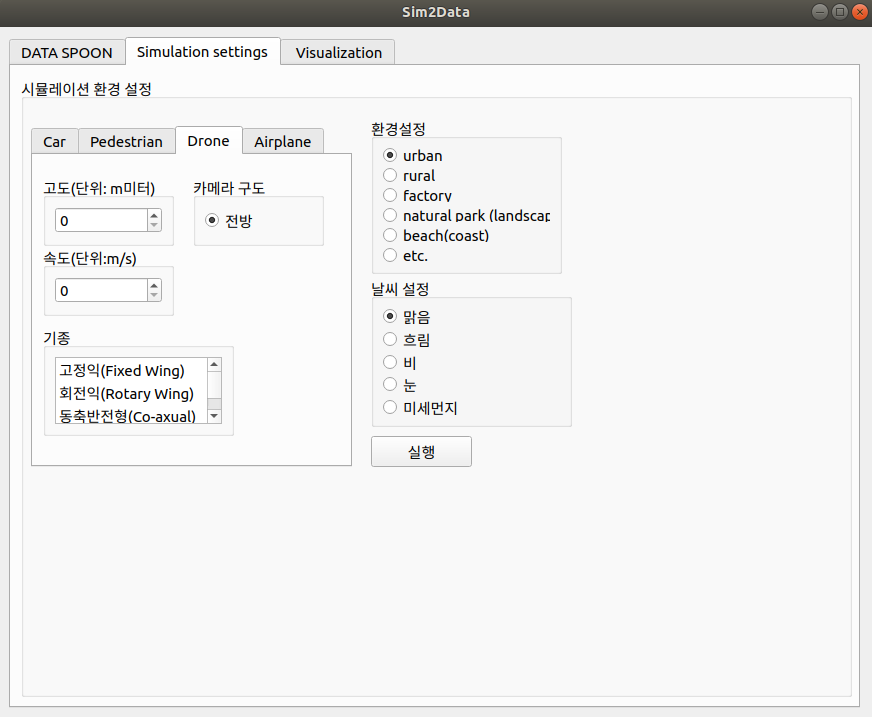 Sim2Data
DATA SPOON
Simulation settings
Visualization
시뮬레이션 환경 설정
Car
Pedestrian
Drone
Airplane
고도(단위: m미터)
0
카메라 구도
전방
속도(단위:m/s)
0
기종
고정익(Fixed Wing)
회전익(Rotary Wing)
동축반전형(Co-axual)
환경설정
urban
rural
factory
natural park (landscap
beach(coast)
etc.
날씨 설정
맑음
흐림
비
눈
미세먼지
실행